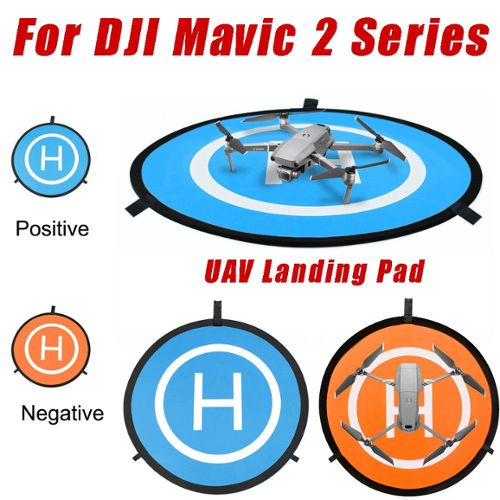 For DJI Mavic 2 Series
H
Positive
UAV Landing Pad
H
Negative
H
H